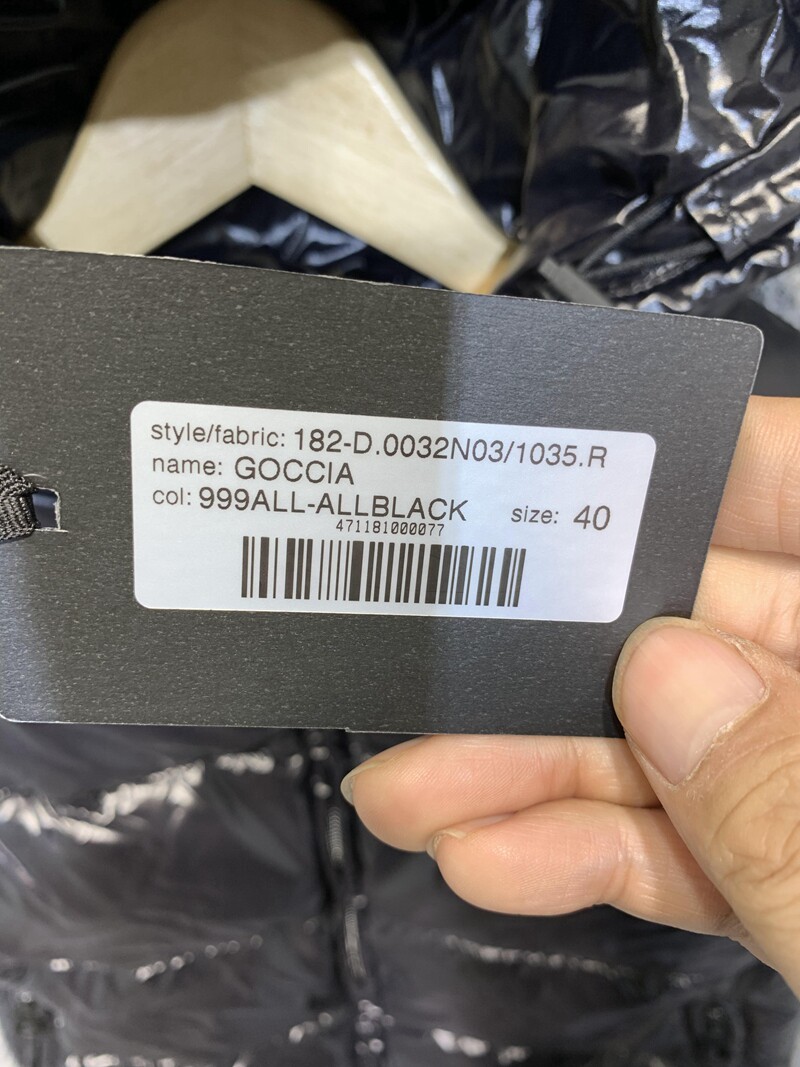 style/fabric: 182-D.0032N03/1035.R
name: GOCCIA
col: 999ALL-ALLBLACK size: 40
471181000077